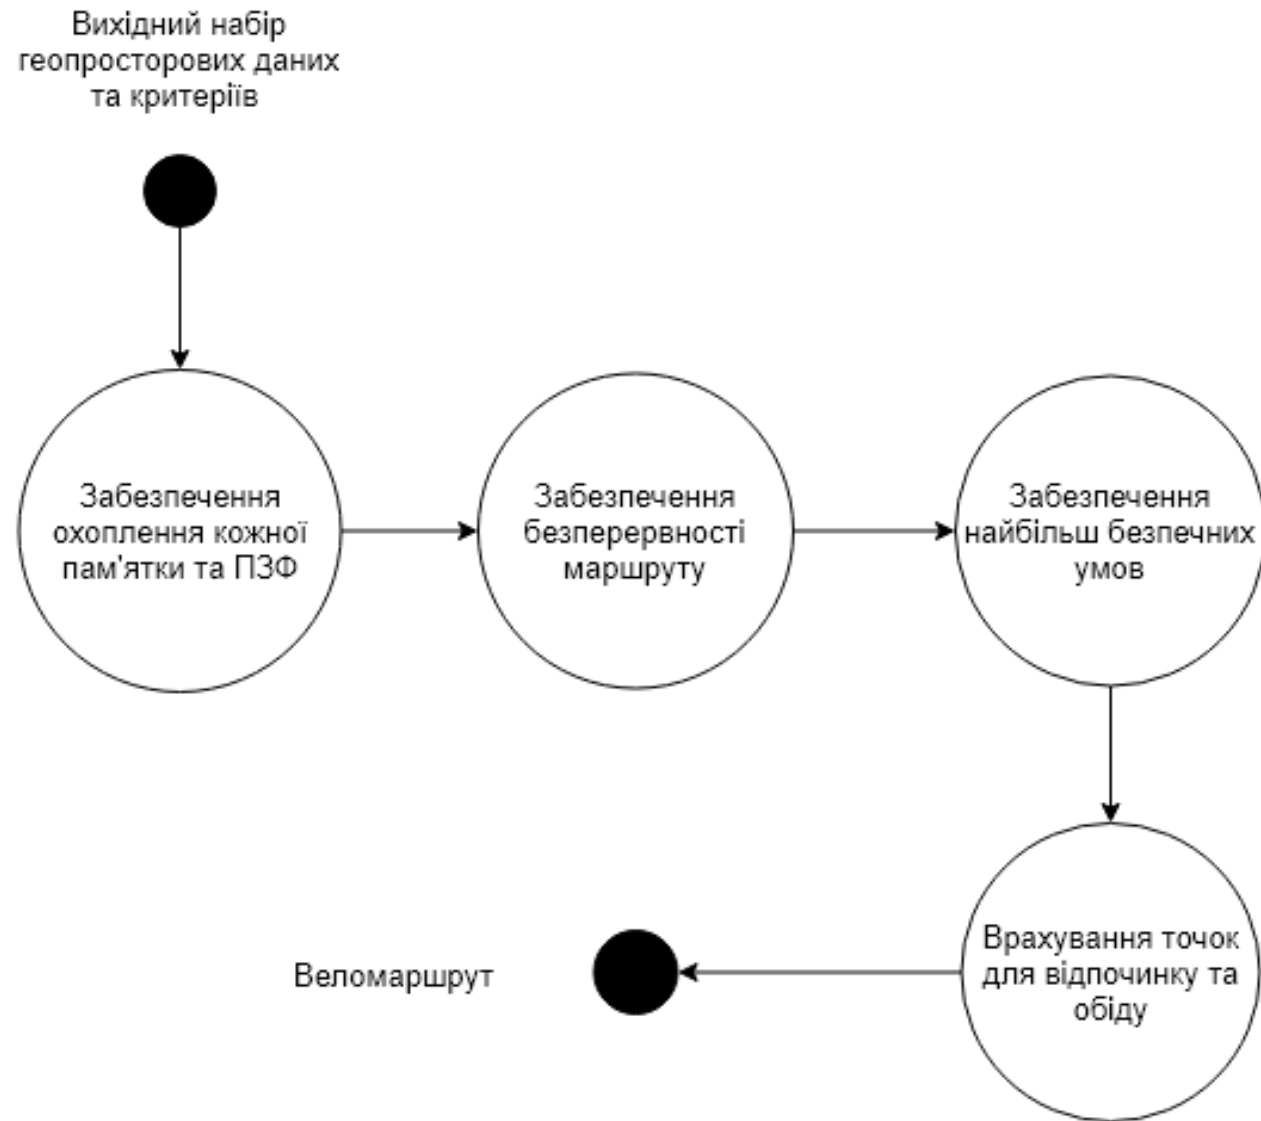 Вихідний набір
геопросторових даних
та критеріїв
Забезпечення
охоплення кожної
пам'ятки та ПЗФ
Забезпечення
безперервності
маршруту
Забезпечення
найбільш безпечних
умов
Врахування точок
для відпочинку та
обіду
Веломаршрут